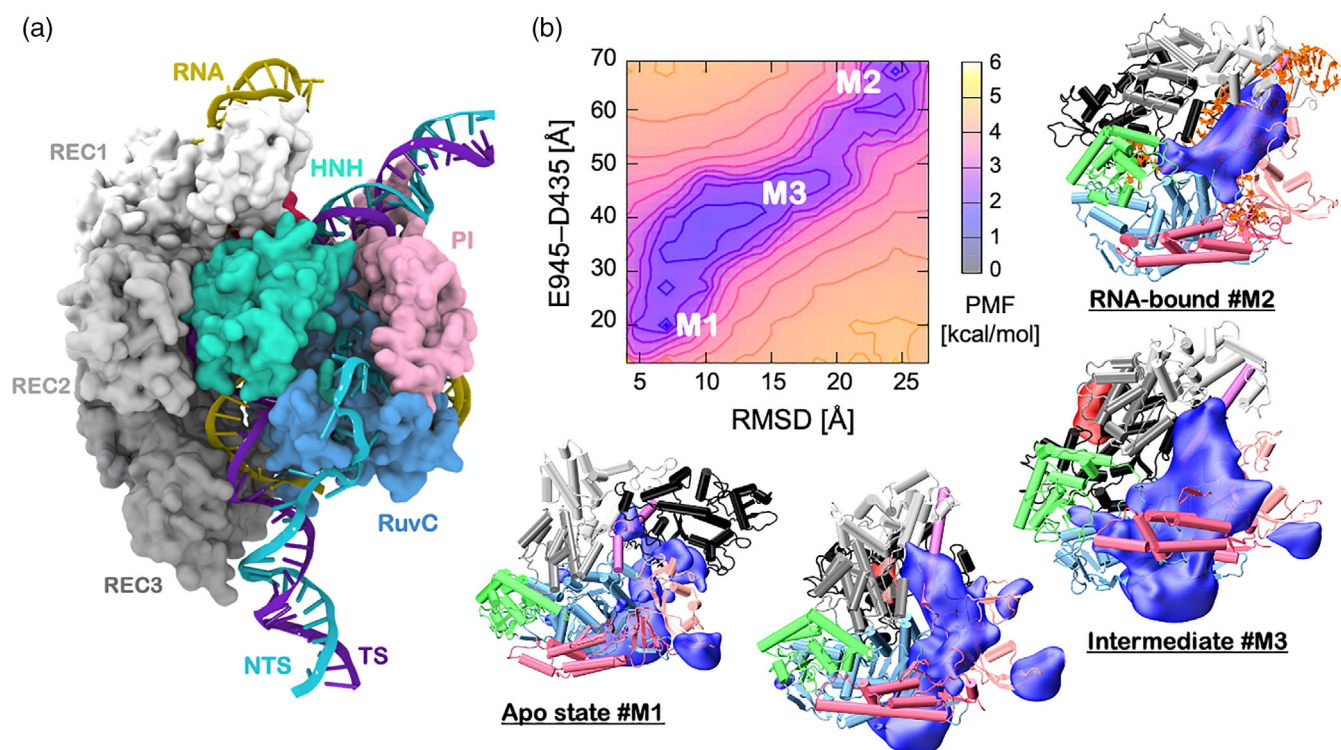 (a)
RNA
REC1
HNH
PI
REC2
RuvC
REC3
NTS
TS
(b)
E945–D435 [Å]
70
60
50
40
30
20
5
10
15
20
25
RMSD [Å]
M2
M3
M1
6
5
4
3
2
1
0
PMF
[kcal/mol]
RNA-bound #M2
Intermediate #M3
Apo state #M1